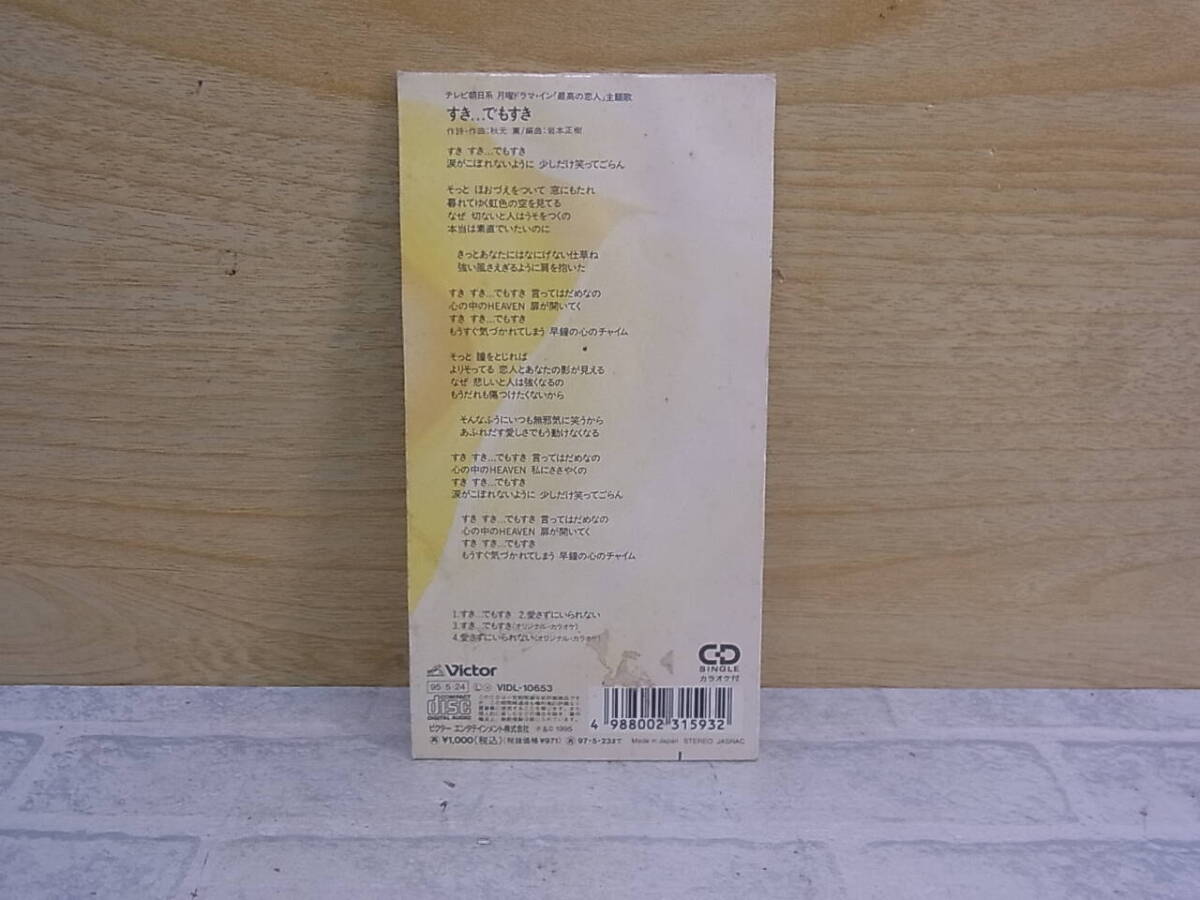 テレビ朝日系 月曜ドラマ・イン「最高の恋人」主題歌
すき…でもすき
作詩・作曲:秋元 薫/編曲:岩本正樹
すき すき…でもすき
涙がこぼれないように 少しだけ笑ってごらん
そっと ほおづえをついて 窓にもたれ
暮れてゆく虹色の空を見てる
なぜ 切ないと人はうそをつくの
本当は素直でいたいのに
きっとあなたにはなにげない仕草ね
強い風さえぎるように肩を抱いた
すき すき…でもすき 言ってはだめなの
心の中のHEAVEN 扉が開いてく
すき すき…でもすき
もうすぐ気づかれてしまう 早鐘の心のチャイム
そっと 瞳をとじれば
よりそってる 恋人とあなたの影が見える
なぜ 悲しいと人は強くなるの
もうだれも傷つけたくないから
そんなふうにいつも無邪気に笑うから
あふれだす愛しさでもう動けなくなる
すき すき…でもすき 言ってはだめなの
心の中のHEAVEN 私にささやくの
すき すき…でもすき
涙がこぼれないように 少しだけ笑ってごらん
すき すき…でもすき 言ってはだめなの
心の中のHEAVEN 扉が開いてく
すき すき…でもすき
もうすぐ気づかれてしまう 早鐘の心のチャイム
1.すき…でもすき 2.愛さずにいられない
3.すき…でもすき(オリジナル・カラオケ)
4.愛さずにいられない(オリジナル・カラオケ)
CD
SINGLE
カラオケ付
Victor
95·5·24 VIDL-10653
COMPACT
disc
DIGITAL AUDIO
4 988002 315932
ビクター エンタテインメント株式会社 ℗&© 1995
¥1,000(税込)(税抜価格¥971) 97·5·23まで Made in Japan STEREO JASRAC